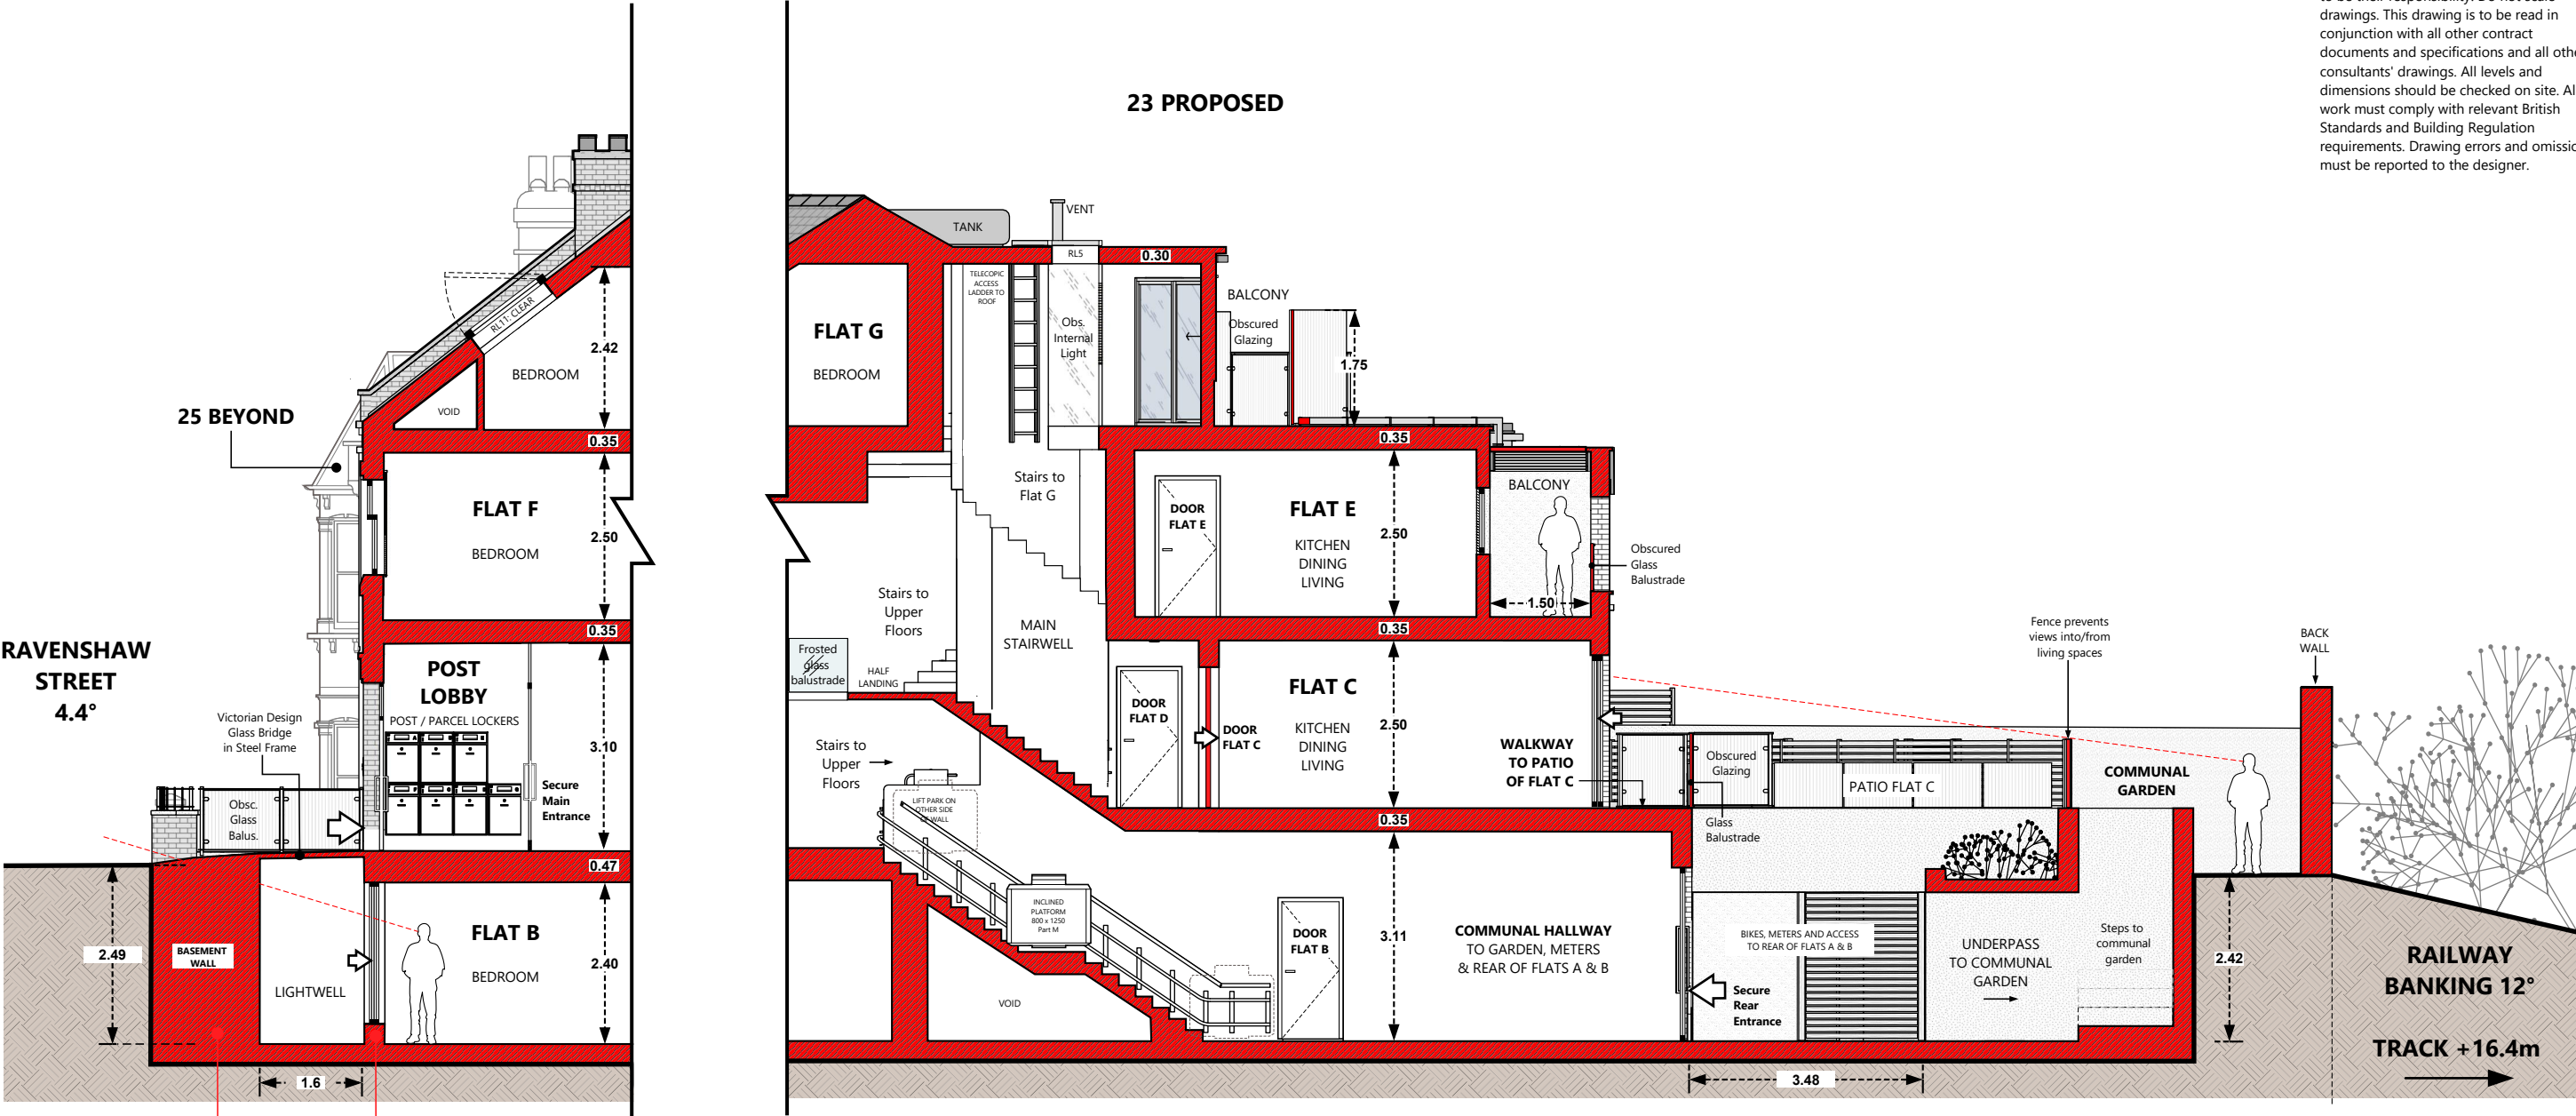 drawings. This drawing is to be read in
conjunction with all other contract
documents and specifications and all othe
consultants' drawings. All levels and
dimensions should be checked on site. Al
work must comply with relevant British
Standards and Building Regulation
requirements. Drawing errors and omissio
must be reported to the designer.
23 PROPOSED
VENT
TANK
RL5
0.30
TELECOPIC
ACCESS
LADDER TO
ROOF
BALCONY
Obscured
Glazing
1.75
Obs.
Internal
Light
FLAT G
BEDROOM
RL11: CLEAR
2.42
BEDROOM
VOID
25 BEYOND
0.35
0.35
FLAT F
BEDROOM
2.50
Stairs to
Flat G
DOOR
FLAT E
FLAT E
KITCHEN
DINING
LIVING
2.50
BALCONY
1.50
Obscured
Glass
Balustrade
Stairs to
Upper
Floors
MAIN
STAIRWELL
0.35
0.35
Fence prevents
views into/from
living spaces
BACK
WALL
RAVENSHAW
STREET
4.4°
POST
LOBBY
POST / PARCEL LOCKERS
3.10
Frosted
glass
balustrade
HALF
LANDING
DOOR
FLAT D
DOOR
FLAT C
FLAT C
KITCHEN
DINING
LIVING
2.50
WALKWAY
TO PATIO
OF FLAT C
Obscured
Glazing
PATIO FLAT C
COMMUNAL
GARDEN
Victorian Design
Glass Bridge
in Steel Frame
Obsc.
Glass
Balus.
Secure
Main
Entrance
Stairs to
Upper
Floors
LIFT PARK ON
OTHER SIDE
OF WALL
0.35
Glass
Balustrade
0.47
2.49
BASEMENT
WALL
LIGHTWELL
FLAT B
BEDROOM
2.40
INCLINED
PLATFORM
800 x 1250
Part M
VOID
DOOR
FLAT B
3.11
COMMUNAL HALLWAY
TO GARDEN, METERS
& REAR OF FLATS A & B
Secure
Rear
Entrance
BIKES, METERS AND ACCESS
TO REAR OF FLATS A & B
UNDERPASS
TO COMMUNAL
GARDEN
Steps to
communal
garden
2.42
RAILWAY
BANKING 12°
TRACK +16.4m
1.6
3.48